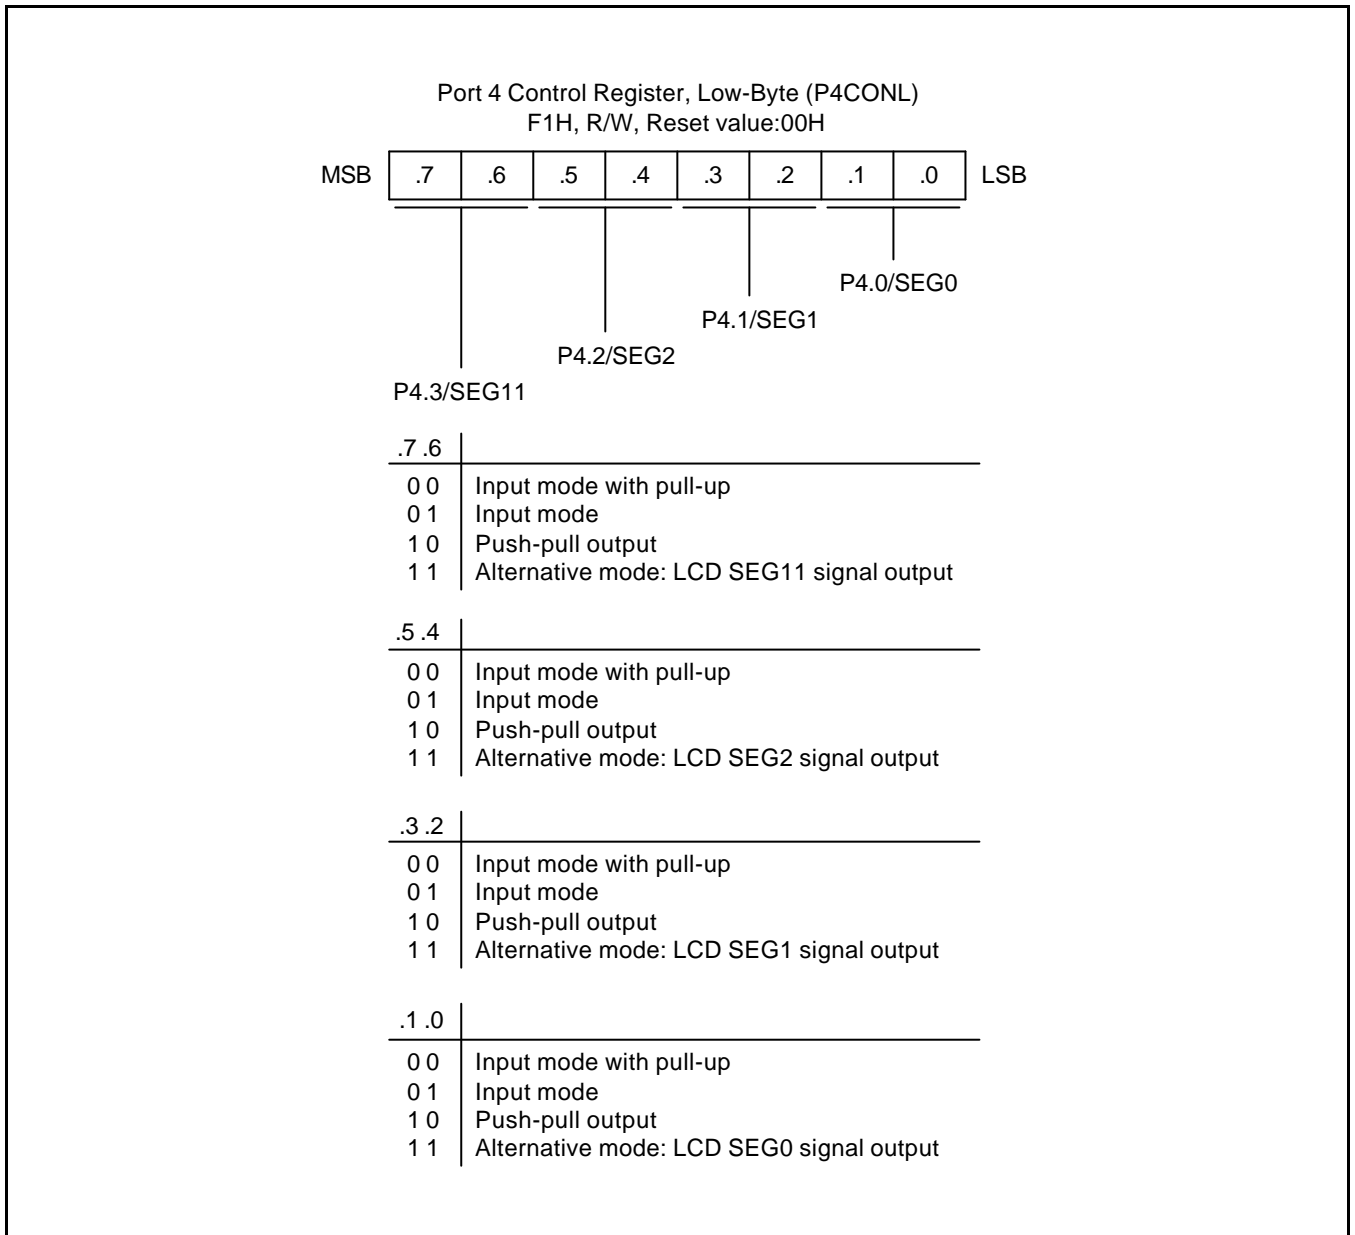 Port 4 Control Register, Low-Byte (P4CONL)
F1H, R/W, Reset value:00H
MSB .7 .6 .5 .4 .3 .2 .1 .0 LSB
P4.0/SEG0
P4.1/SEG1
P4.2/SEG2
P4.3/SEG11
.7 .6
0 0 Input mode with pull-up
0 1 Input mode
1 0 Push-pull output
1 1 Alternative mode: LCD SEG11 signal output
.5 .4
0 0 Input mode with pull-up
0 1 Input mode
1 0 Push-pull output
1 1 Alternative mode: LCD SEG2 signal output
.3 .2
0 0 Input mode with pull-up
0 1 Input mode
1 0 Push-pull output
1 1 Alternative mode: LCD SEG1 signal output
.1 .0
0 0 Input mode with pull-up
0 1 Input mode
1 0 Push-pull output
1 1 Alternative mode: LCD SEG0 signal output